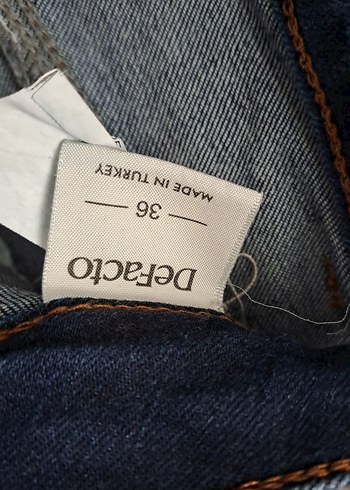 DeFacto
— 36 —
MADE IN TURKEY